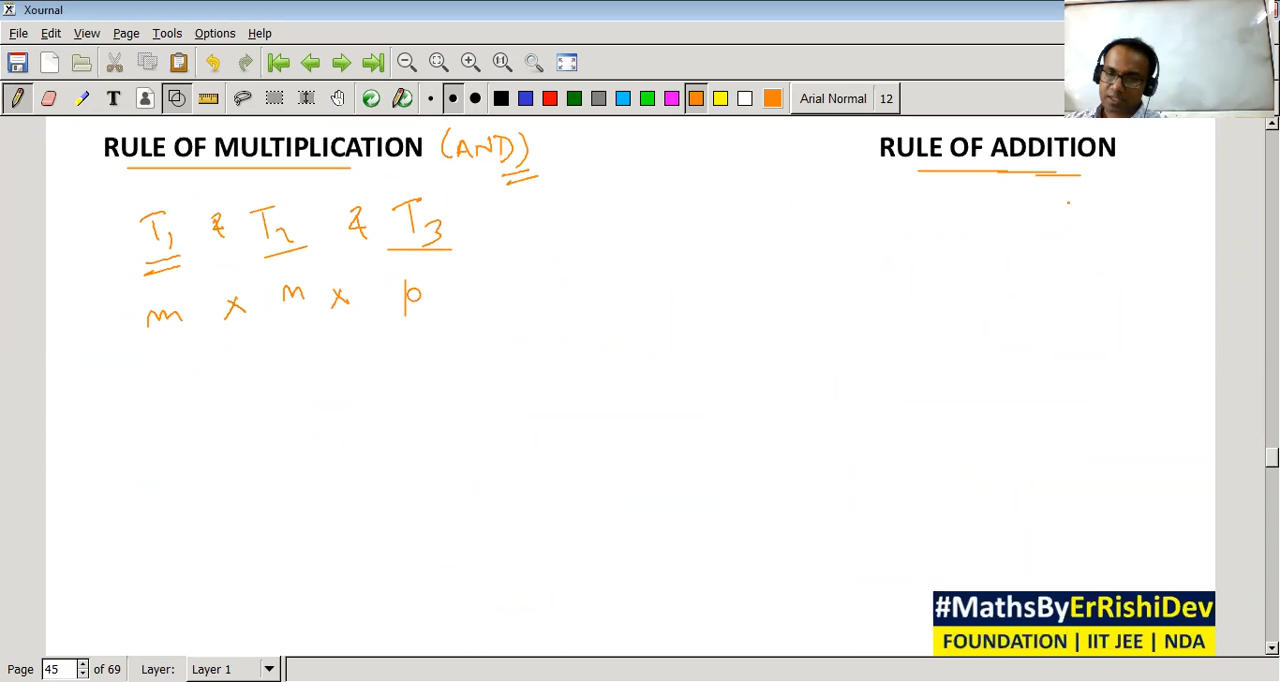 Xournal
File Edit View Page Tools Options Help
Arial Normal 12
RULE OF MULTIPLICATION (AND)
RULE OF ADDITION
T1 & T2 & T3
m x n x p
#MathsByErRishiDev
FOUNDATION | IIT JEE | NDA
Page 45 of 69 Layer: Layer 1